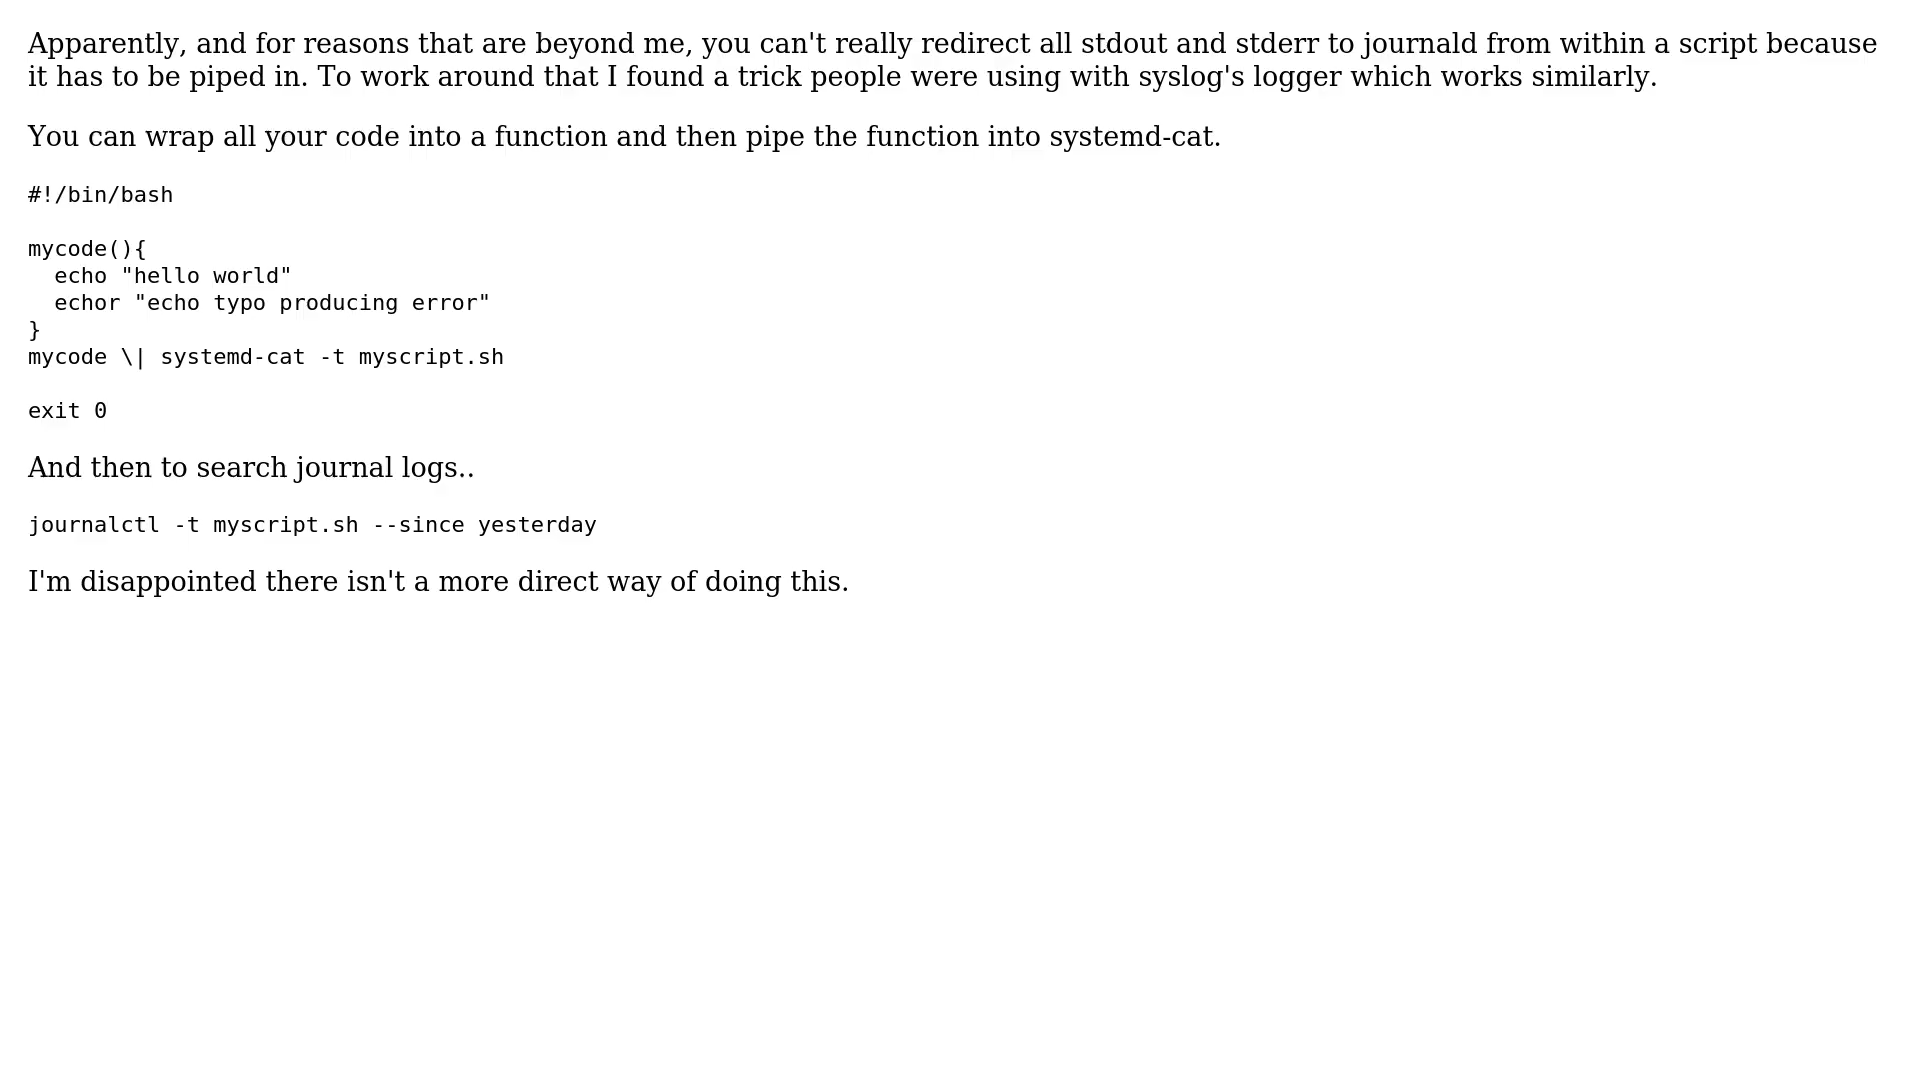 Apparently, and for reasons that are beyond me, you can't really redirect all stdout and stderr to journald from within a script because
it has to be piped in. To work around that I found a trick people were using with syslog's logger which works similarly.
You can wrap all your code into a function and then pipe the function into systemd-cat.
#!/bin/bash
mycode(){
  echo "hello world"
  echor "echo typo producing error"
}
mycode \| systemd-cat -t myscript.sh
exit 0
And then to search journal logs..
journalctl -t myscript.sh --since yesterday
I'm disappointed there isn't a more direct way of doing this.